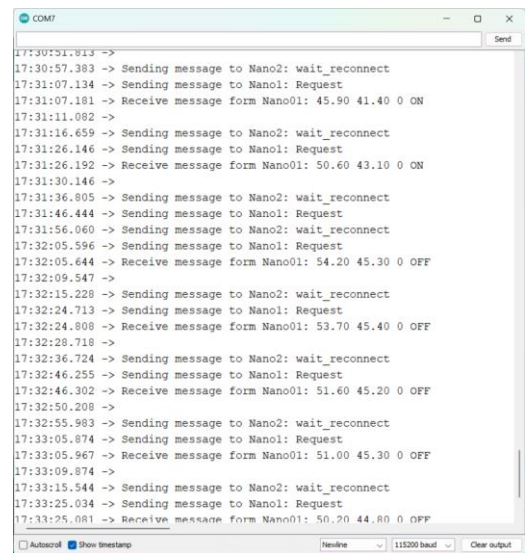 COM7
Send
17:30:51.813 ->
17:30:57.383 -> Sending message to Nano2: wait_reconnect
17:31:07.134 -> Sending message to Nano1: Request
17:31:07.181 -> Receive message form Nano01: 45.90 41.40 0 ON
17:31:11.082 ->
17:31:16.659 -> Sending message to Nano2: wait_reconnect
17:31:26.146 -> Sending message to Nano1: Request
17:31:26.192 -> Receive message form Nano01: 50.60 43.10 0 ON
17:31:30.146 ->
17:31:36.805 -> Sending message to Nano2: wait_reconnect
17:31:46.444 -> Sending message to Nano1: Request
17:31:56.060 -> Sending message to Nano2: wait_reconnect
17:32:05.596 -> Sending message to Nano1: Request
17:32:05.644 -> Receive message form Nano01: 54.20 45.30 0 OFF
17:32:09.547 ->
17:32:15.228 -> Sending message to Nano2: wait_reconnect
17:32:24.713 -> Sending message to Nano1: Request
17:32:24.808 -> Receive message form Nano01: 53.70 45.40 0 OFF
17:32:28.718 ->
17:32:36.724 -> Sending message to Nano2: wait_reconnect
17:32:46.255 -> Sending message to Nano1: Request
17:32:46.302 -> Receive message form Nano01: 51.60 45.20 0 OFF
17:32:50.208 ->
17:32:55.983 -> Sending message to Nano2: wait_reconnect
17:33:05.874 -> Sending message to Nano1: Request
17:33:05.967 -> Receive message form Nano01: 51.00 45.30 0 OFF
17:33:09.874 ->
17:33:15.544 -> Sending message to Nano2: wait_reconnect
17:33:25.034 -> Sending message to Nano1: Request
17:33:25.081 -> Receive message form Nano01: 50.20 44.80 0 OFF
Autoscroll Show timestamp Newline 115200 baud Clear output